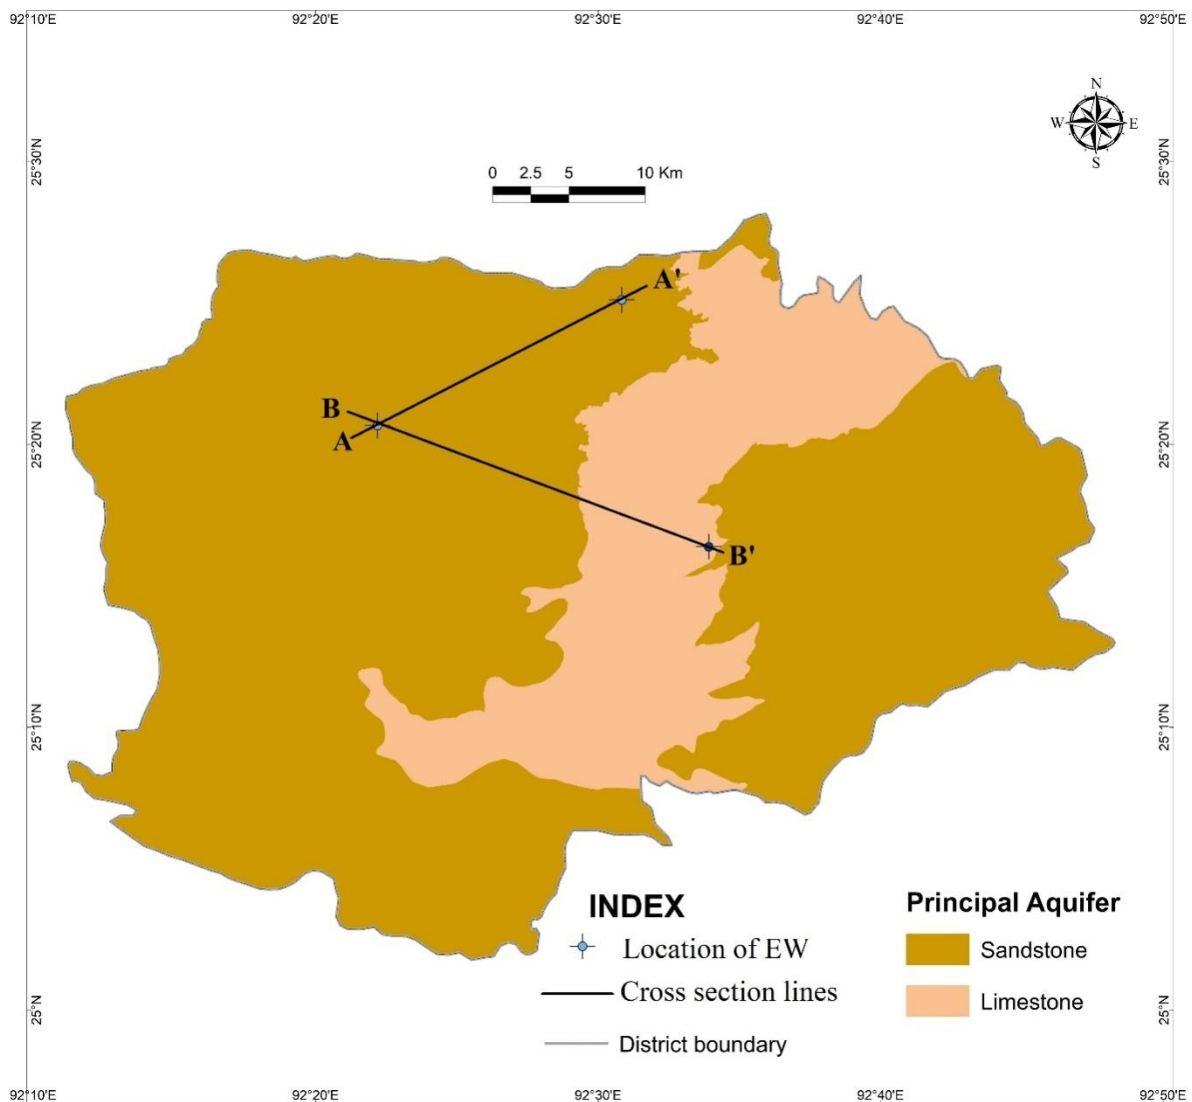 92°10'E 92°20'E 92°30'E 92°40'E 92°50'E
N
W E
S
25°30'N 25°30'N
0 2.5 5 10 Km
A'
B
A
25°20'N 25°20'N
B'
25°10'N 25°10'N
INDEX
Location of EW
Cross section lines
District boundary
Principal Aquifer
Sandstone
Limestone
25°N 25°N
92°10'E 92°20'E 92°30'E 92°40'E 92°50'E